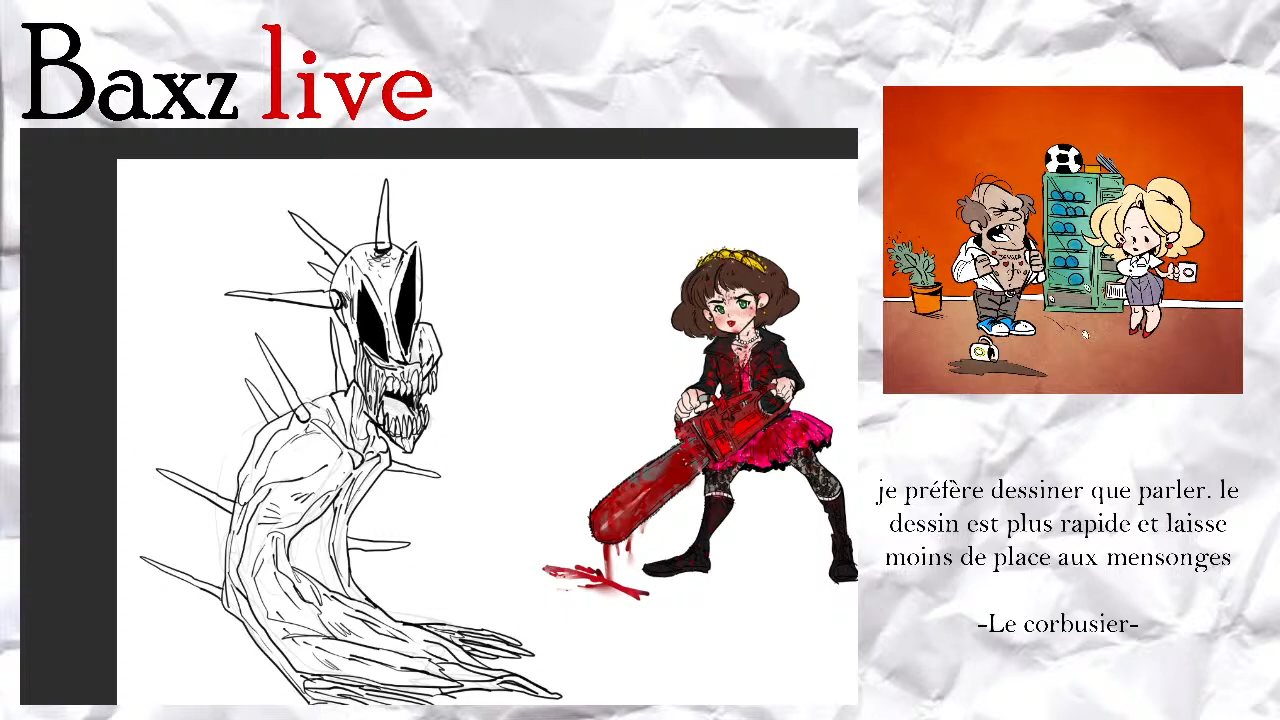 Baxz live
je préfère dessiner que parler. le
dessin est plus rapide et laisse
moins de place aux mensonges
-Le corbusier-